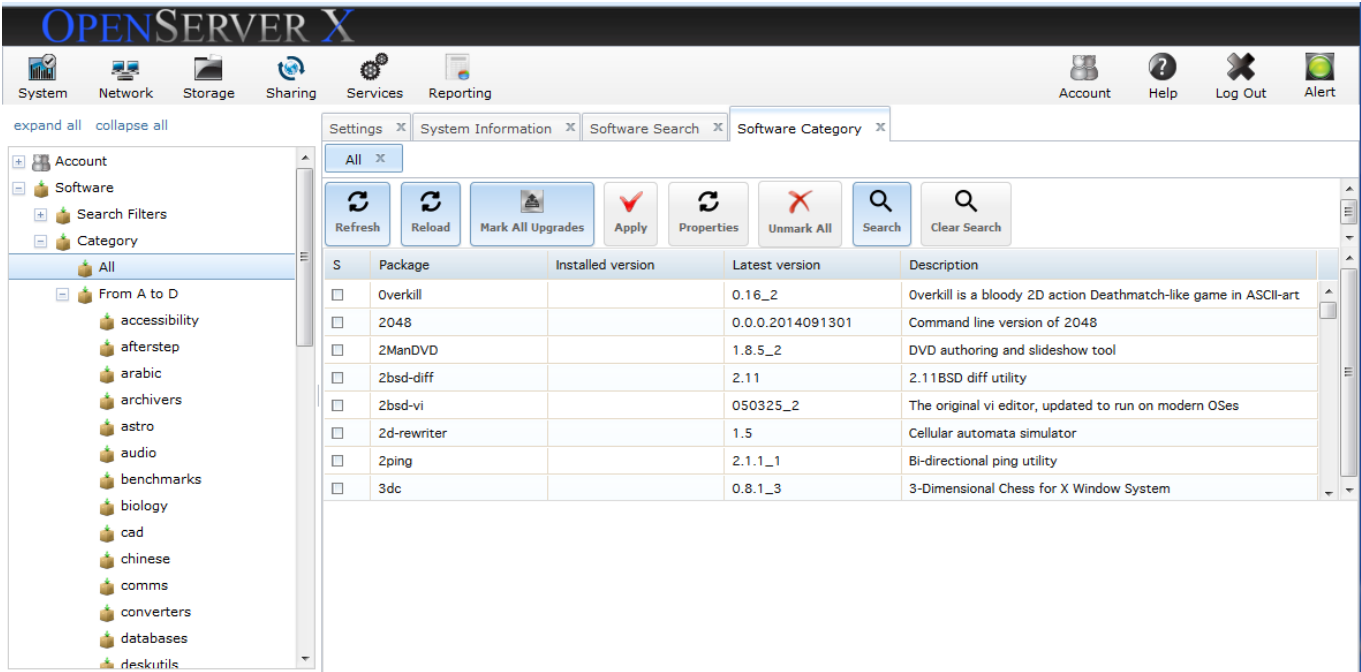 OPENSERVER X
System Network Storage Sharing Services Reporting Account Help Log Out Alert
expand all collapse all
Settings X System Information X Software Search X Software Category X
All X
Account
Software
Search Filters
Category
All
From A to D
accessibility
afterstep
arabic
archivers
astro
audio
benchmarks
biology
cad
chinese
comms
converters
databases
deskutils
Refresh Reload Mark All Upgrades Apply Properties Unmark All Search Clear Search
S Package Installed version Latest version Description
0verkill 0.16_2 0verkill is a bloody 2D action Deathmatch-like game in ASCII-art
2048 0.0.0.2014091301 Command line version of 2048
2ManDVD 1.8.5_2 DVD authoring and slideshow tool
2bsd-diff 2.11 2.11BSD diff utility
2bsd-vi 050325_2 The original vi editor, updated to run on modern OSes
2d-rewriter 1.5 Cellular automata simulator
2ping 2.1.1_1 Bi-directional ping utility
3dc 0.8.1_3 3-Dimensional Chess for X Window System